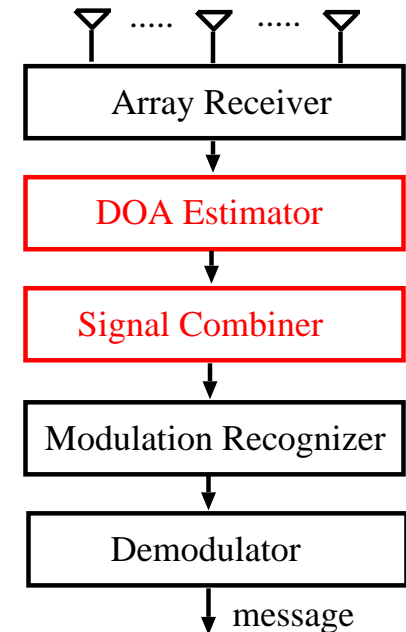 ..... .....
Array Receiver
DOA Estimator
Signal Combiner
Modulation Recognizer
Demodulator
message